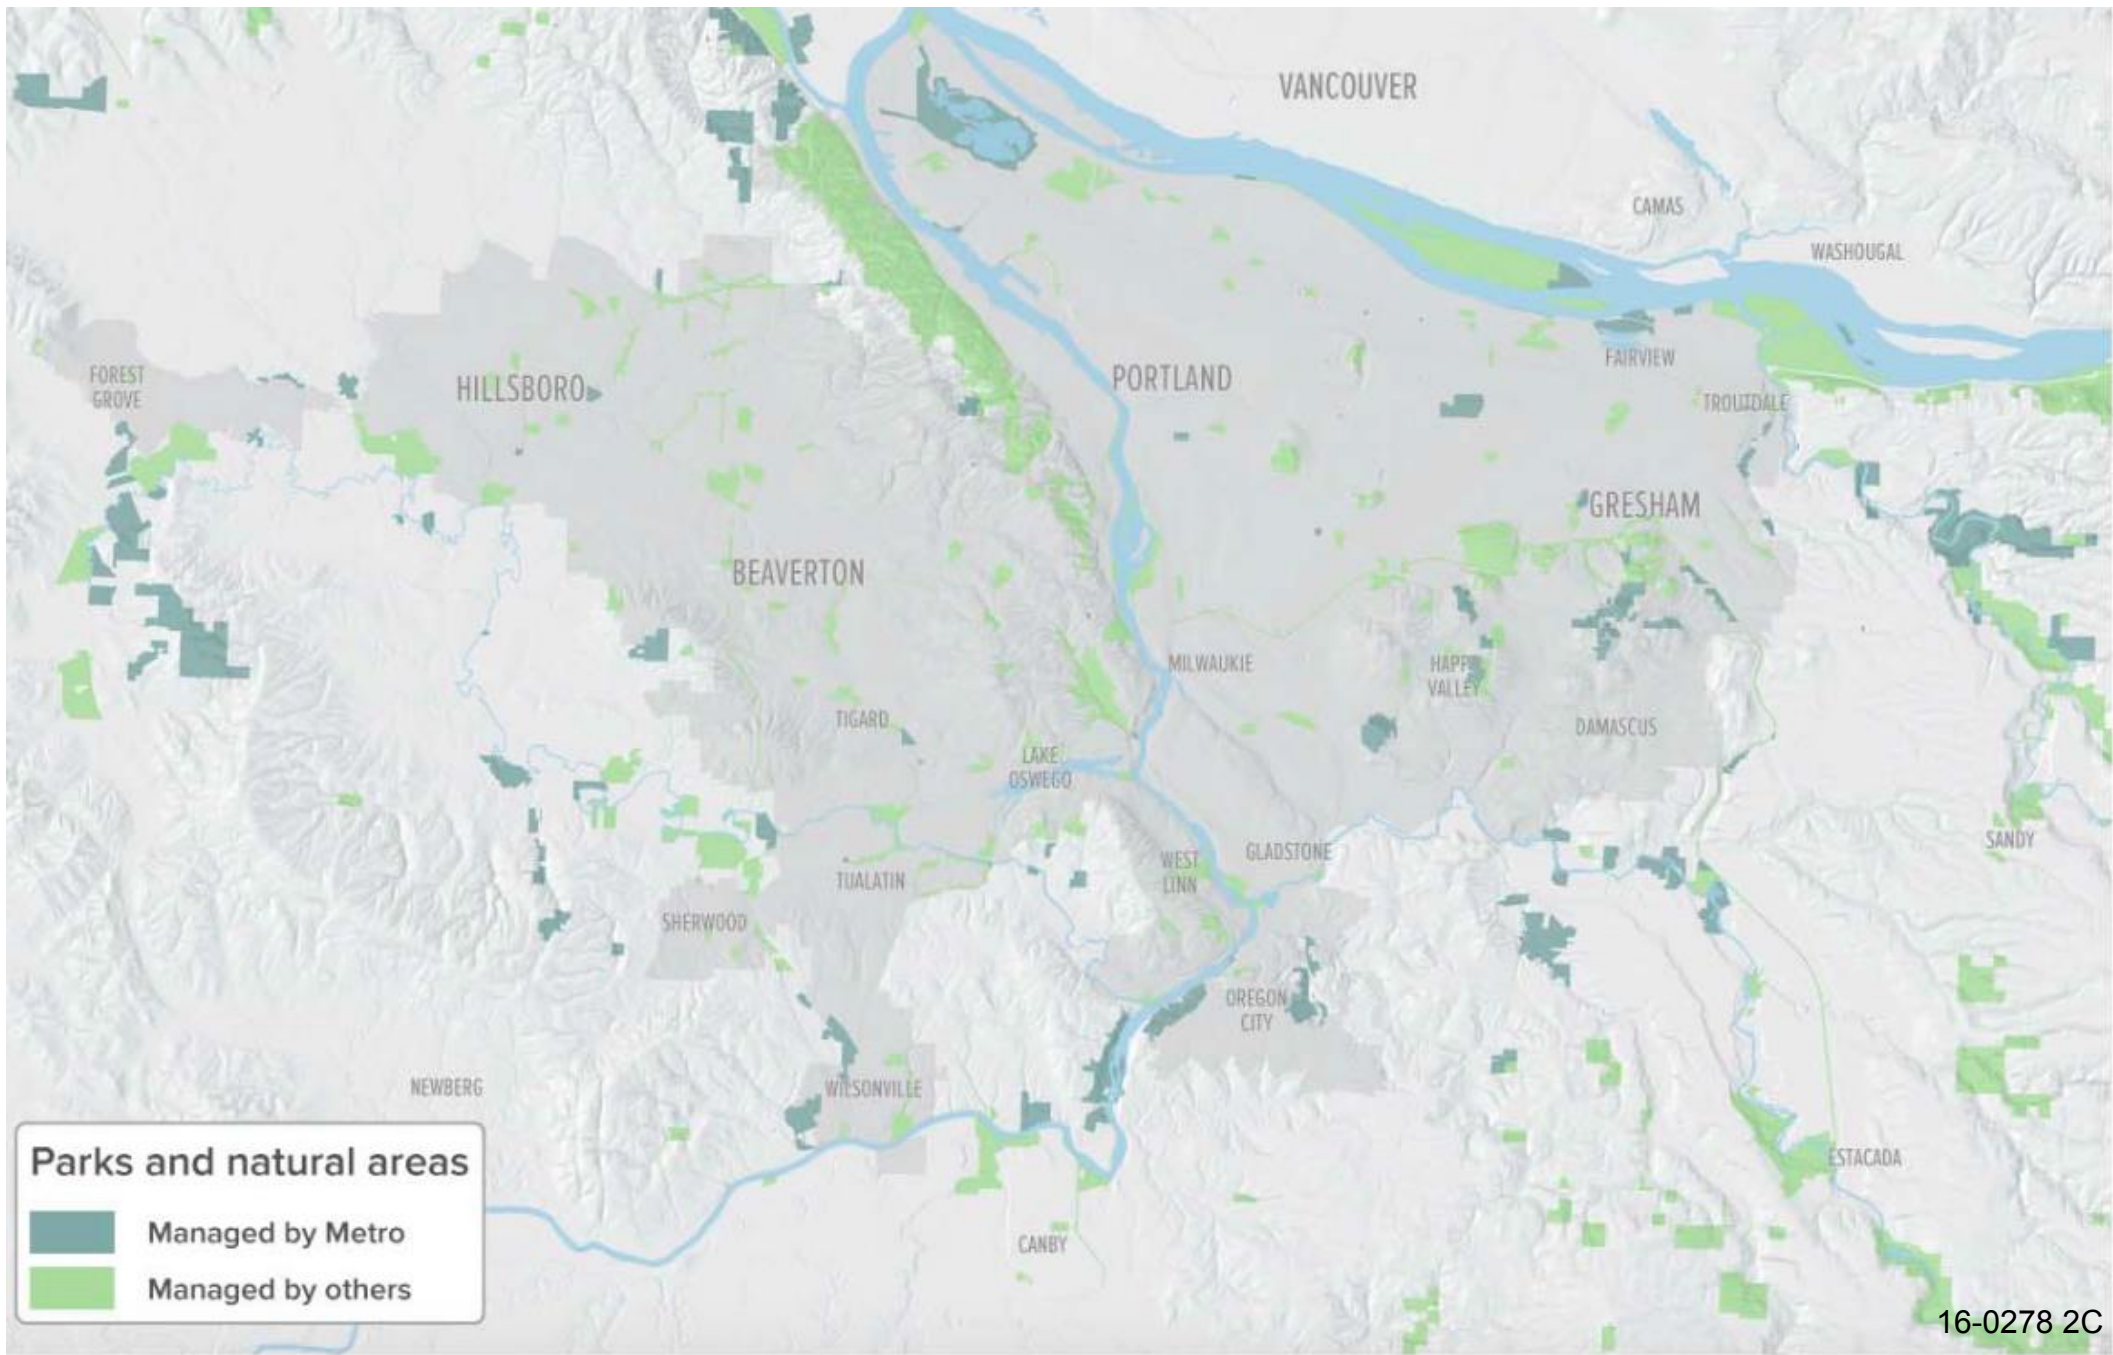 VANCOUVER
CAMAS
WASHOUGAL
FOREST
GROVE
HILLSBORO
PORTLAND
FAIRVIEW
TROUTDALE
GRESHAM
BEAVERTON
MILWAUKIE
HAPPY
VALLEY
TIGARD
DAMASCUS
LAKE
OSWEGO
SANDY
GLADSTONE
WEST
LINN
TUALATIN
SHERWOOD
OREGON
CITY
NEWBERG
WILSONVILLE
ESTACADA
CANBY
Parks and natural areas
Managed by Metro
Managed by others
16-0278 2C